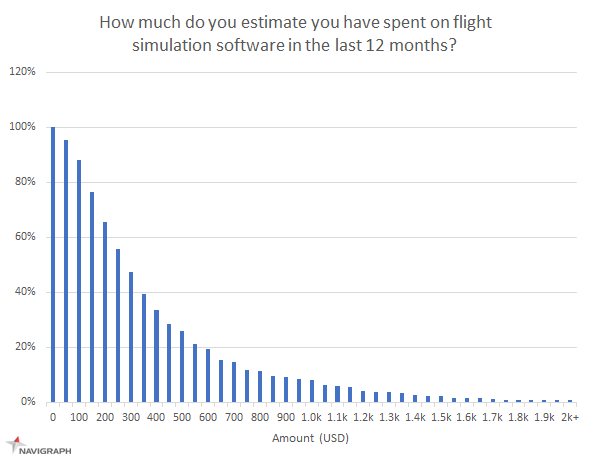 How much do you estimate you have spent on flight
simulation software in the last 12 months?
120%
100%
80%
60%
40%
20%
0%
0 100 200 300 400 500 600 700 800 900 1.0k 1.1k 1.2k 1.3k 1.4k 1.5k 1.6k 1.7k 1.8k 1.9k 2k+
Amount (USD)
NAVIGRAPH